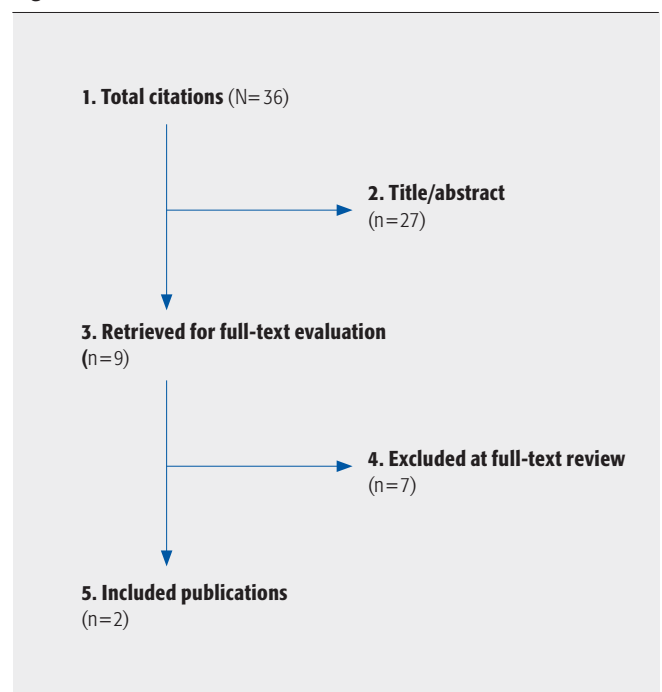 1. Total citations (N=36)
2. Title/abstract
(n=27)
3. Retrieved for full-text evaluation
(n=9)
4. Excluded at full-text review
(n=7)
5. Included publications
(n=2)